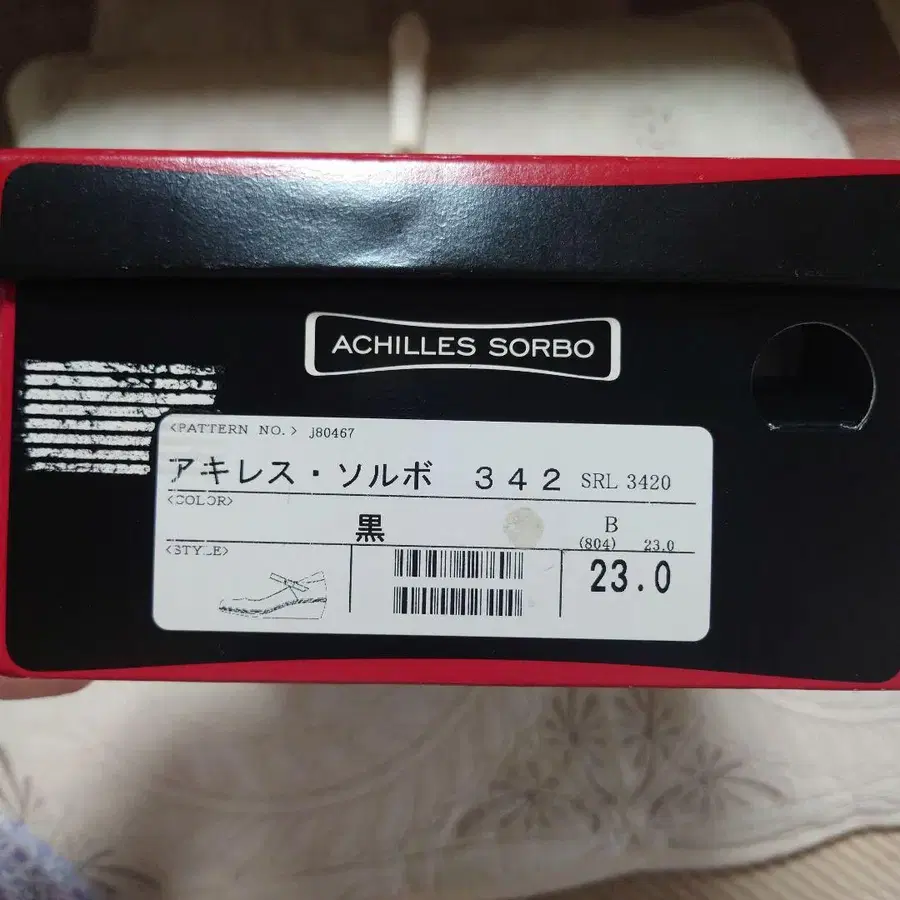 ACHILLES SORBO
<PATTERN NO.> j80467
アキレス・ソルボ 342 SRL 3420
<COLOR>
黒 B
(804) 23.0
<STYLE>
23.0